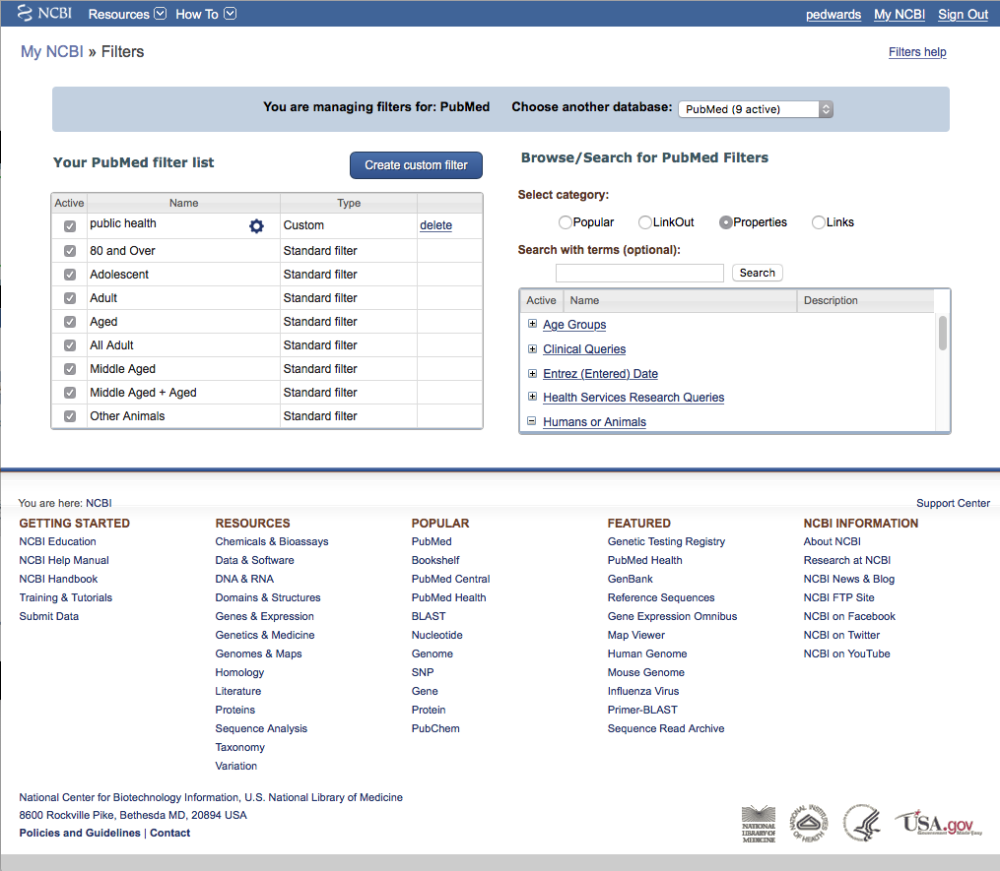 NCBI Resources How To pedwards My NCBI Sign Out
My NCBI » Filters Filters help
You are managing filters for: PubMed Choose another database: PubMed (9 active)
Your PubMed filter list Create custom filter
Active Name Type
public health Custom delete
80 and Over Standard filter
Adolescent Standard filter
Adult Standard filter
Aged Standard filter
All Adult Standard filter
Middle Aged Standard filter
Middle Aged + Aged Standard filter
Other Animals Standard filter
Browse/Search for PubMed Filters
Select category:
Popular LinkOut Properties Links
Search with terms (optional):
Search
Active Name Description
Age Groups
Clinical Queries
Entrez (Entered) Date
Health Services Research Queries
Humans or Animals
You are here: NCBI Support Center
GETTING STARTED
NCBI Education
NCBI Help Manual
NCBI Handbook
Training & Tutorials
Submit Data
RESOURCES
Chemicals & Bioassays
Data & Software
DNA & RNA
Domains & Structures
Genes & Expression
Genetics & Medicine
Genomes & Maps
Homology
Literature
Proteins
Sequence Analysis
Taxonomy
Variation
POPULAR
PubMed
Bookshelf
PubMed Central
PubMed Health
BLAST
Nucleotide
Genome
SNP
Gene
Protein
PubChem
FEATURED
Genetic Testing Registry
PubMed Health
GenBank
Reference Sequences
Gene Expression Omnibus
Map Viewer
Human Genome
Mouse Genome
Influenza Virus
Primer-BLAST
Sequence Read Archive
NCBI INFORMATION
About NCBI
Research at NCBI
NCBI News & Blog
NCBI FTP Site
NCBI on Facebook
NCBI on Twitter
NCBI on YouTube
National Center for Biotechnology Information, U.S. National Library of Medicine
8600 Rockville Pike, Bethesda MD, 20894 USA
Policies and Guidelines | Contact
NATIONAL
LIBRARY OF
MEDICINE
NATIONAL INSTITUTES
OF HEALTH
USA.gov
Government Made Easy